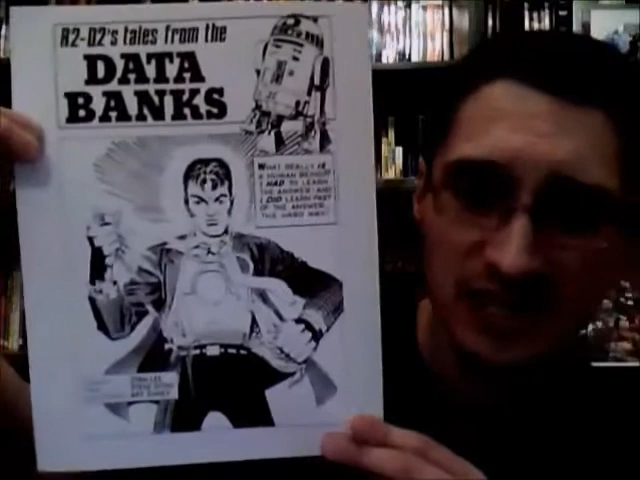 R2-D2's tales from the
DATA
BANKS
WHAT REALLY IS
A HUMAN BEING?
I HAD TO LEARN
THE ANSWER AND
I DID LEARN PART
OF THE ANSWER...
THE HARD WAY!